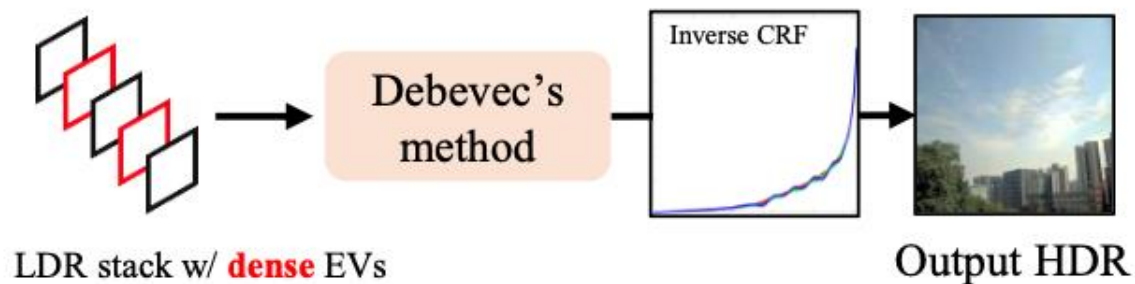 Inverse CRF
Debevec’s
method
LDR stack w/ dense EVs
Output HDR